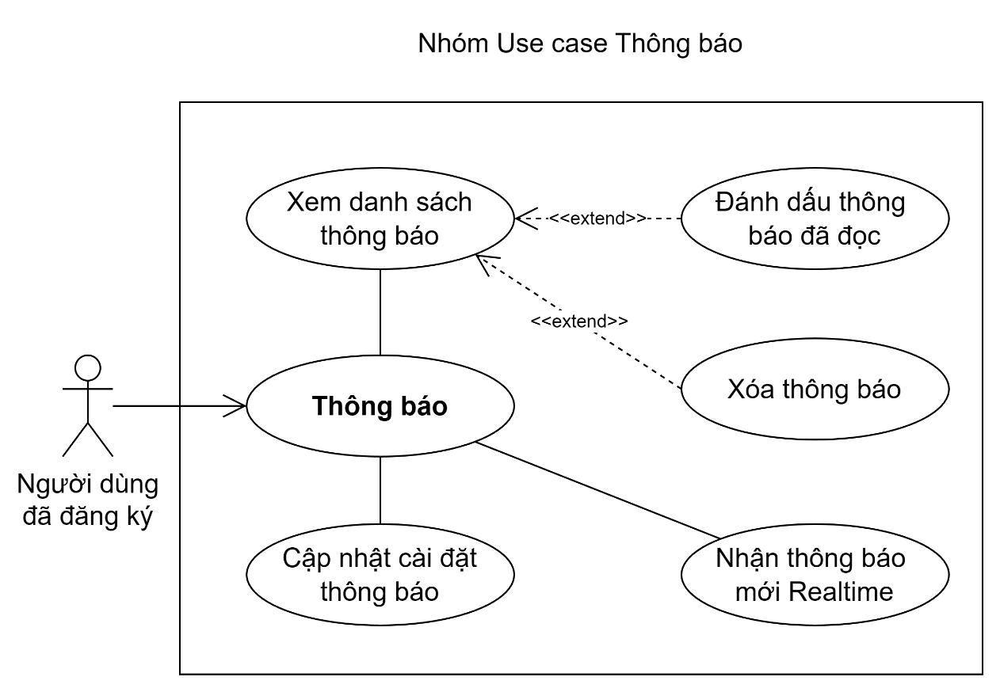 Nhóm Use case Thông báo
Xem danh sách
thông báo
<<extend>>
Đánh dấu thông
báo đã đọc
<<extend>>
Xóa thông báo
Thông báo
Người dùng
đã đăng ký
Cập nhật cài đặt
thông báo
Nhận thông báo
mới Realtime